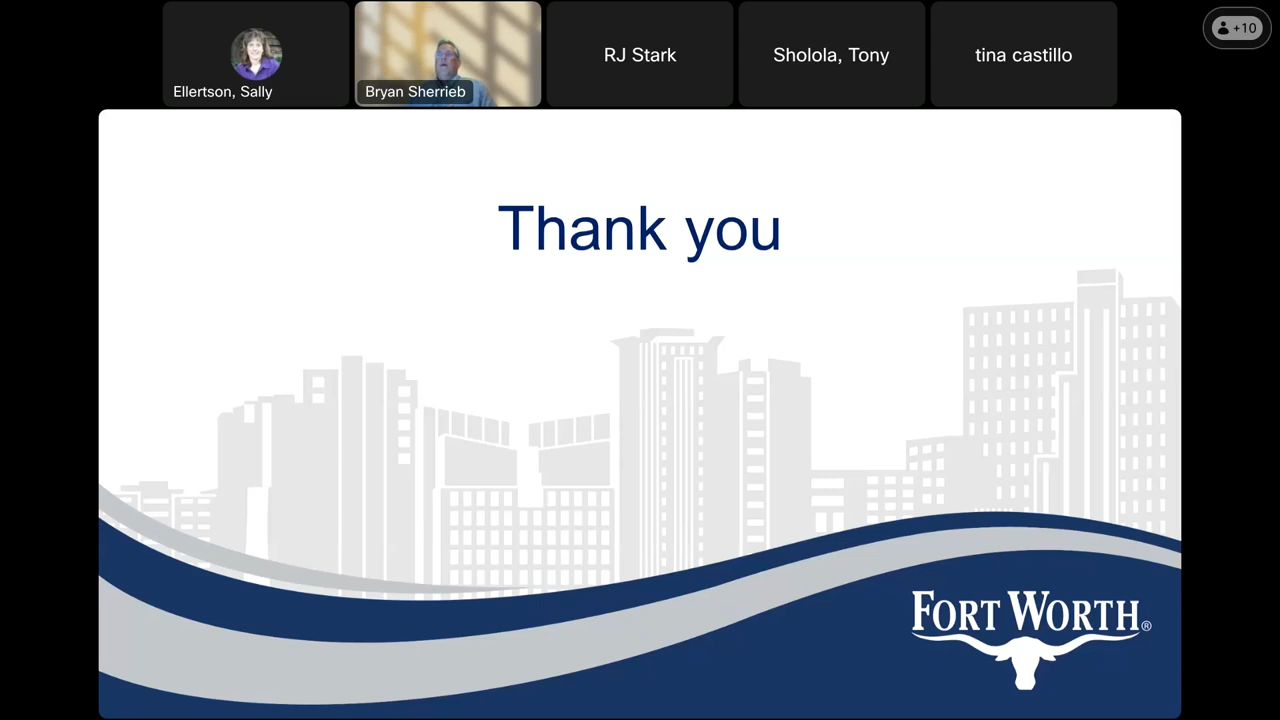 RJ Stark
Sholola, Tony
tina castillo
+10
Ellertson, Sally
Bryan Sherrieb
Thank you
FORT WORTH®